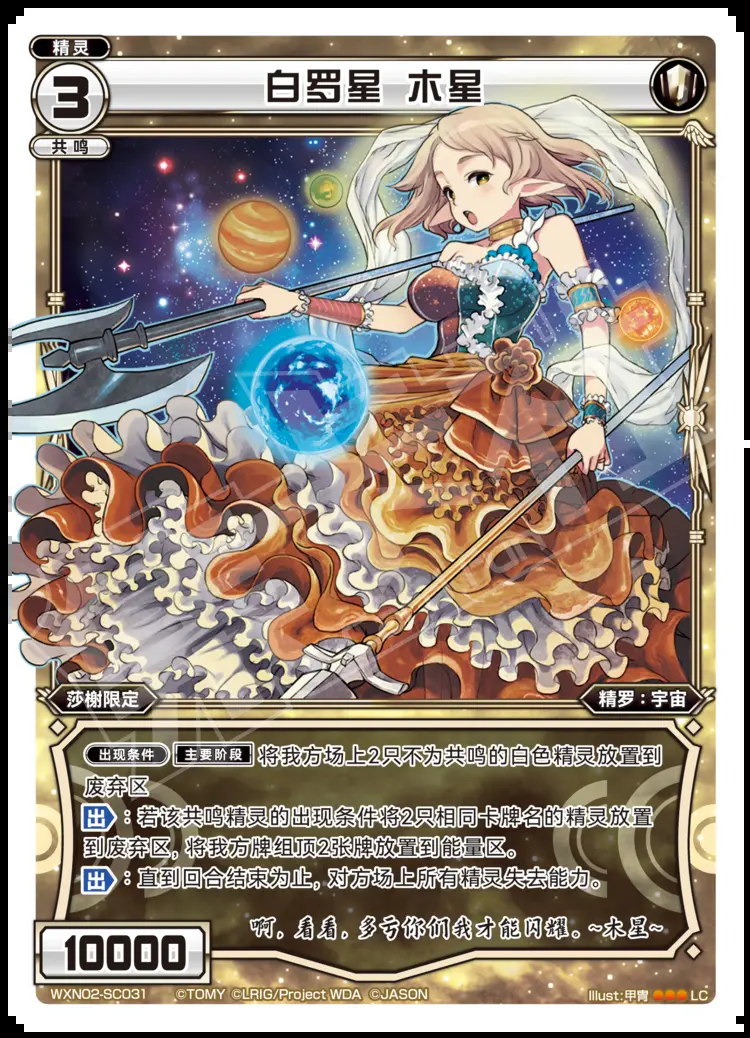 精灵
3
白罗星 木星
共鸣
莎榭限定
精罗：宇宙
出现条件 主要阶段 将我方场上2只不为共鸣的白色精灵放置到
废弃区
出：若该共鸣精灵的出现条件将2只相同卡牌名的精灵放置
到废弃区，将我方牌组顶2张牌放置到能量区。
出：直到回合结束为止，对方场上所有精灵失去能力。
啊，看看，多亏你们我才能闪耀。~木星~
10000
WXN02-SC031 ©TOMY ©LRIG/Project WDA ©JASON
Illust:甲胄 LC